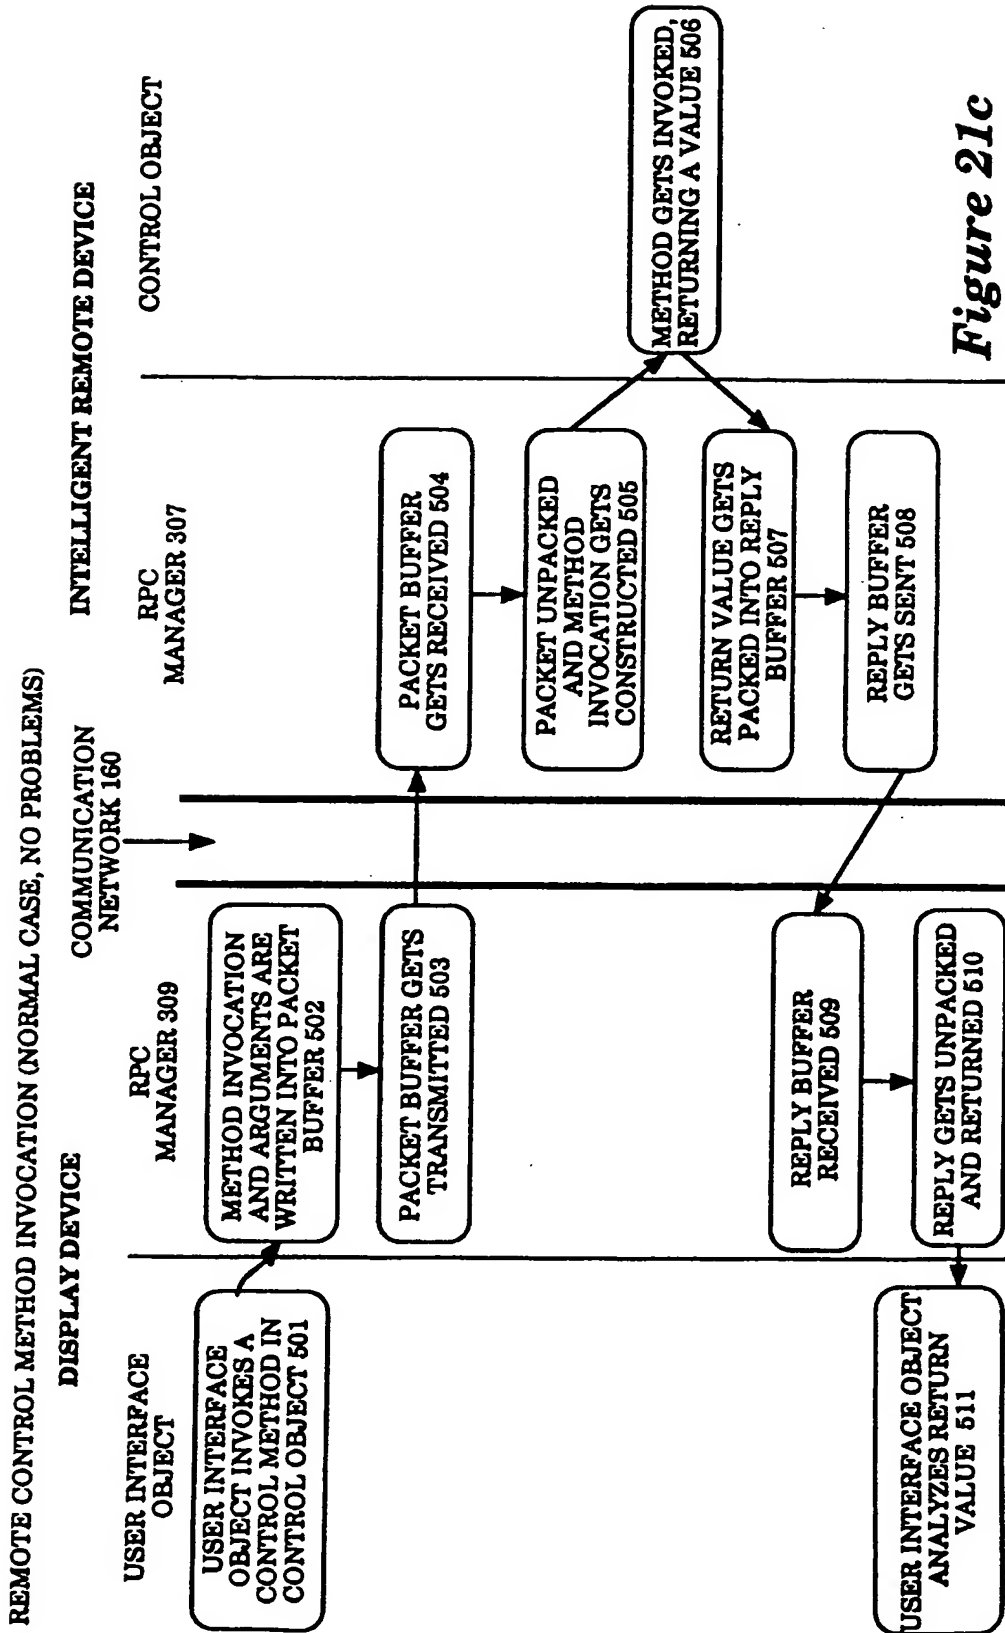 REMOTE CONTROL METHOD INVOCATION (NORMAL CASE, NO PROBLEMS)
DISPLAY DEVICE
COMMUNICATION
NETWORK 160
INTELLIGENT REMOTE DEVICE
USER INTERFACE
OBJECT
RPC
MANAGER 309
RPC
MANAGER 307
CONTROL OBJECT
USER INTERFACE
OBJECT INVOKES A
CONTROL METHOD IN
CONTROL OBJECT 501
METHOD INVOCATION
AND ARGUMENTS ARE
WRITTEN INTO PACKET
BUFFER 502
PACKET BUFFER GETS
TRANSMITTED 503
PACKET BUFFER
GETS RECEIVED 504
PACKET UNPACKED
AND METHOD
INVOCATION GETS
CONSTRUCTED 505
METHOD GETS INVOKED,
RETURNING A VALUE 506
RETURN VALUE GETS
PACKED INTO REPLY
BUFFER 507
REPLY BUFFER
GETS SENT 508
REPLY BUFFER
RECEIVED 509
REPLY GETS UNPACKED
AND RETURNED 510
USER INTERFACE OBJECT
ANALYZES RETURN
VALUE 511
Figure 21c